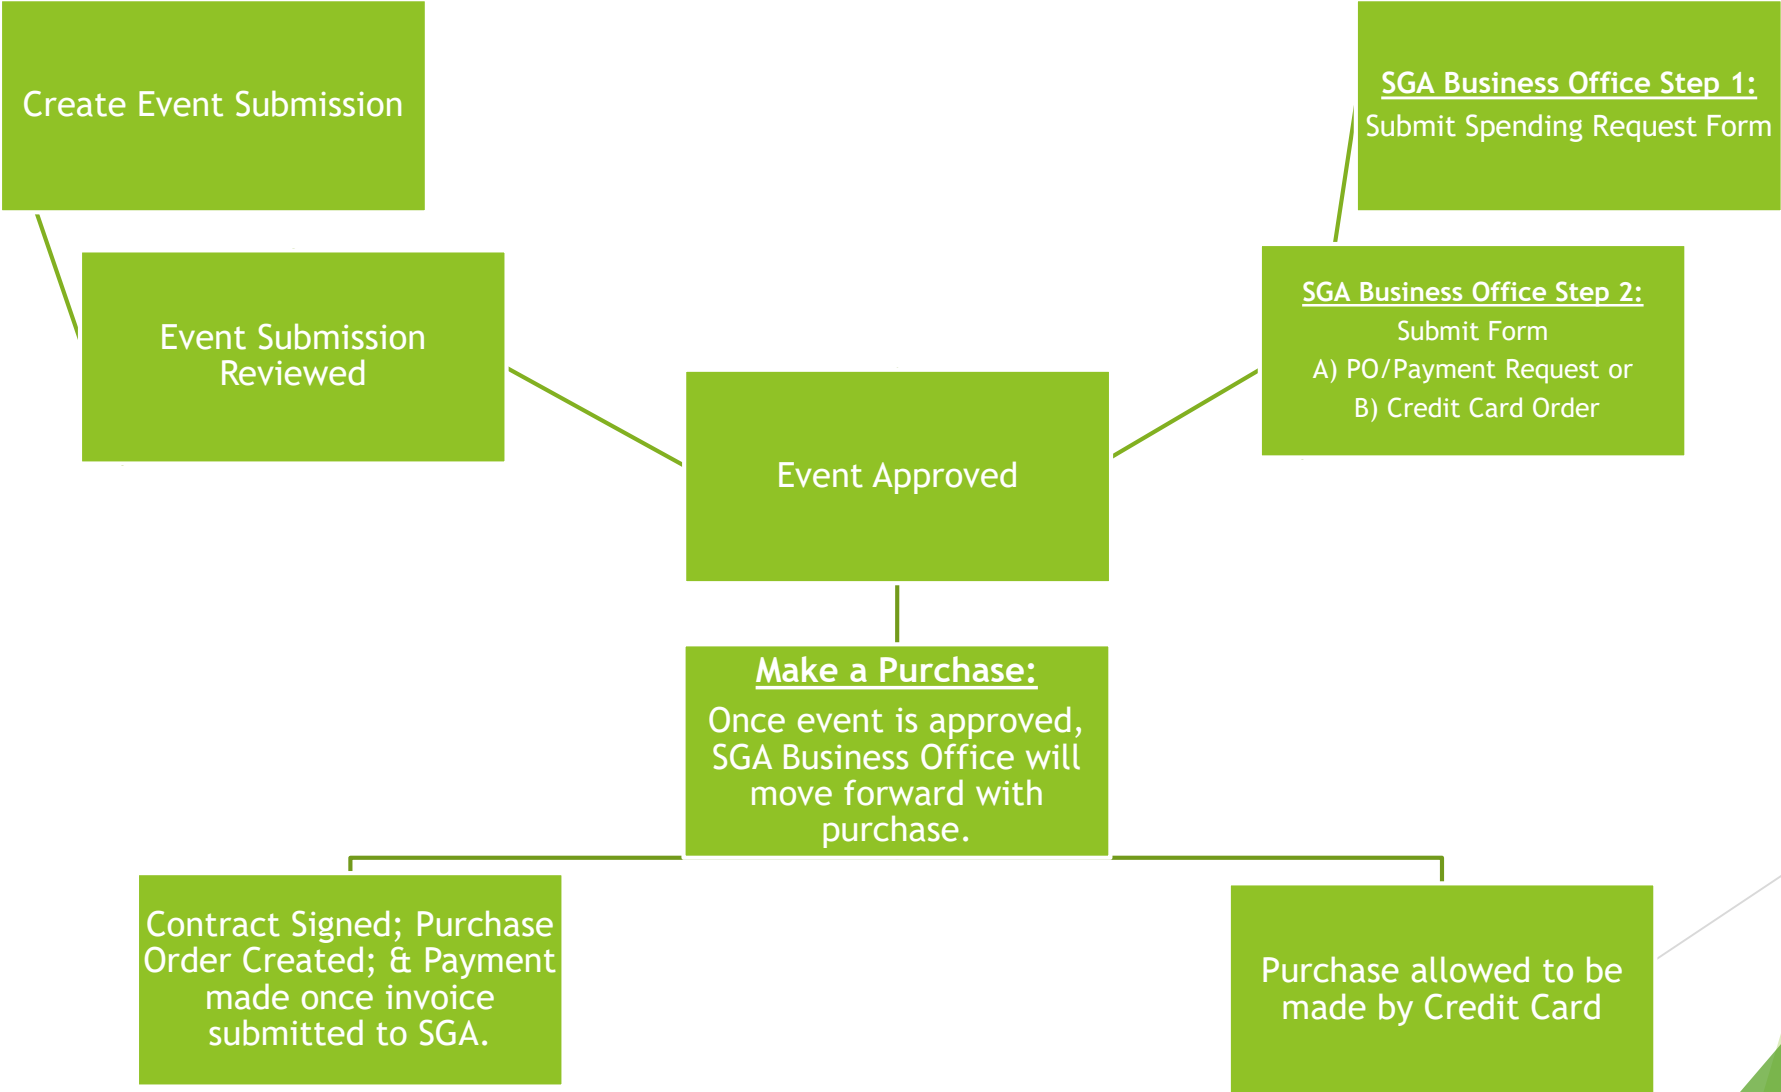 Create Event Submission
SGA Business Office Step 1:
Submit Spending Request Form
Event Submission
Reviewed
SGA Business Office Step 2:
Submit Form
A) PO/Payment Request or
B) Credit Card Order
Event Approved
Make a Purchase:
Once event is approved,
SGA Business Office will
move forward with
purchase.
Contract Signed; Purchase
Order Created; & Payment
made once invoice
submitted to SGA.
Purchase allowed to be
made by Credit Card